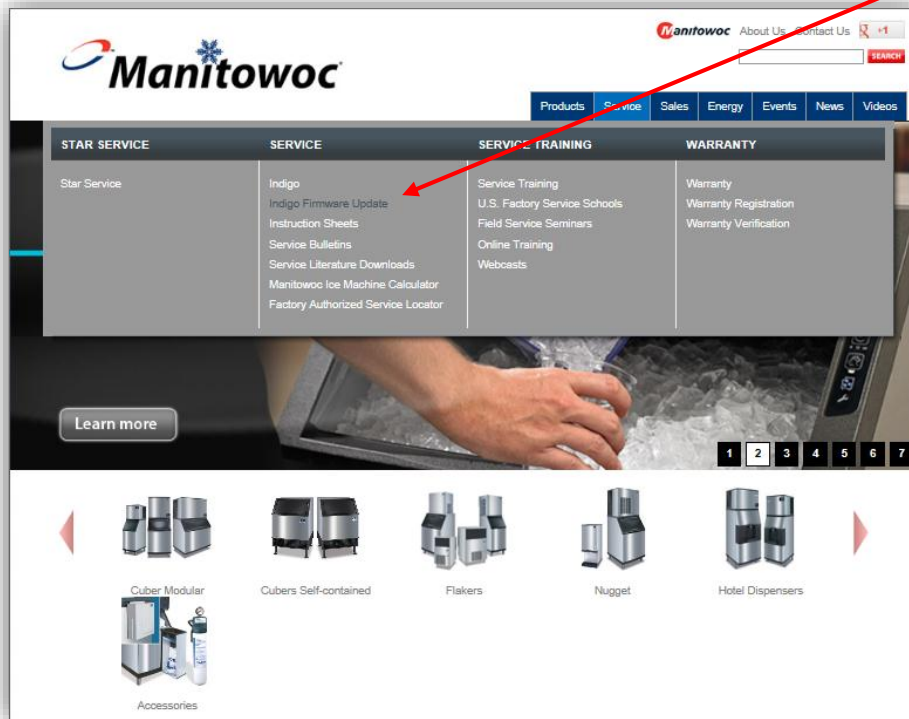 Manitowoc About Us Contact Us +1
Manitowoc
SEARCH
Products Service Sales Energy Events News Videos
STAR SERVICE SERVICE SERVICE TRAINING WARRANTY
Star Service Indigo Service Training Warranty
Indigo Firmware Update U.S. Factory Service Schools Warranty Registration
Instruction Sheets Field Service Seminars Warranty Verification
Service Bulletins Online Training
Service Literature Downloads Webcasts
Manitowoc Ice Machine Calculator
Factory Authorized Service Locator
Learn more
1 2 3 4 5 6 7
Cuber Modular Cubers Self-contained Flakers Nugget Hotel Dispensers
Accessories